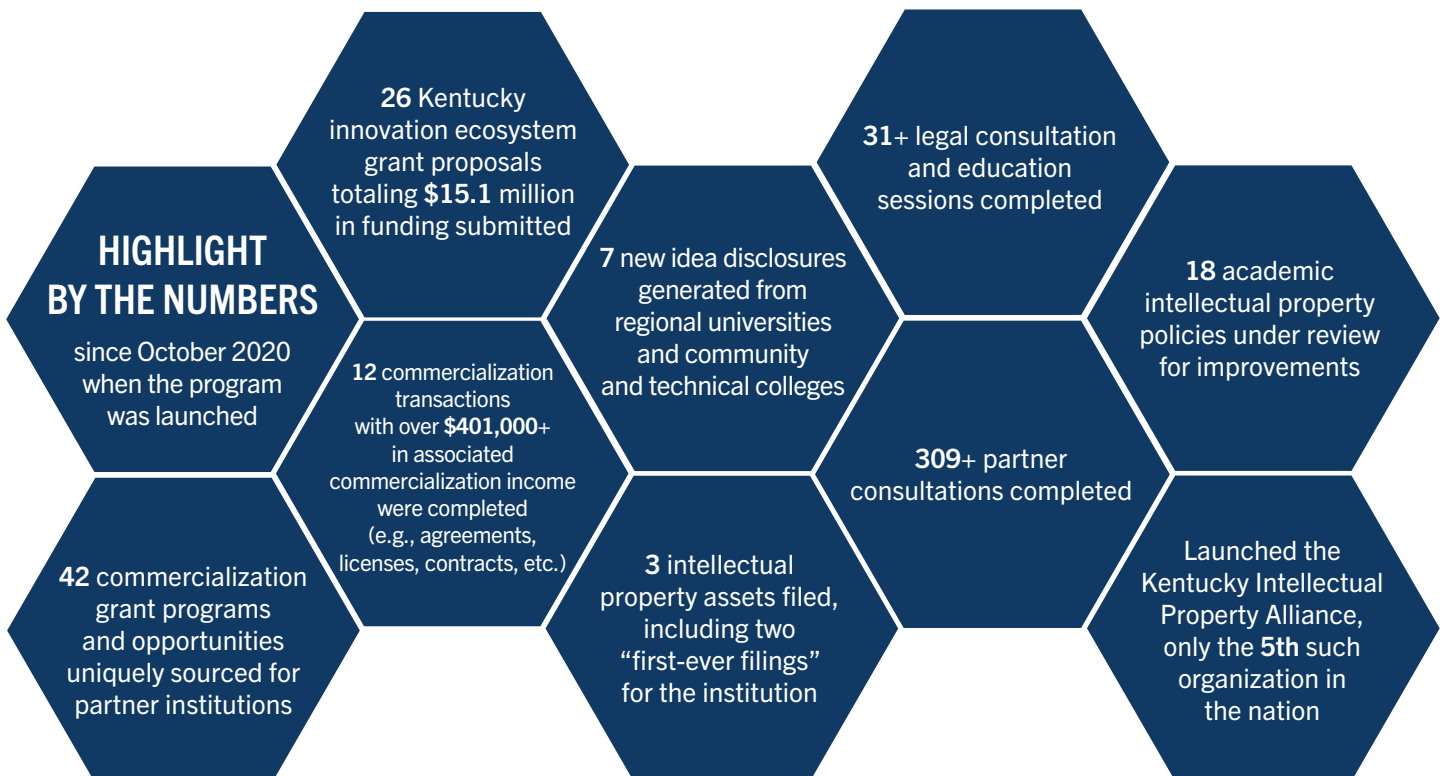 HIGHLIGHT
BY THE NUMBERS
since October 2020
when the program
was launched
42 commercialization
grant programs
and opportunities
uniquely sourced for
partner institutions
26 Kentucky
innovation ecosystem
grant proposals
totaling $15.1 million
in funding submitted
12 commercialization
transactions
with over $401,000+
in associated
commercialization income
were completed
(e.g., agreements,
licenses, contracts, etc.)
7 new idea disclosures
generated from
regional universities
and community
and technical colleges
3 intellectual
property assets filed,
including two
“first-ever filings”
for the institution
31+ legal consultation
and education
sessions completed
309+ partner
consultations completed
18 academic
intellectual property
policies under review
for improvements
Launched the
Kentucky Intellectual
Property Alliance,
only the 5th such
organization in
the nation